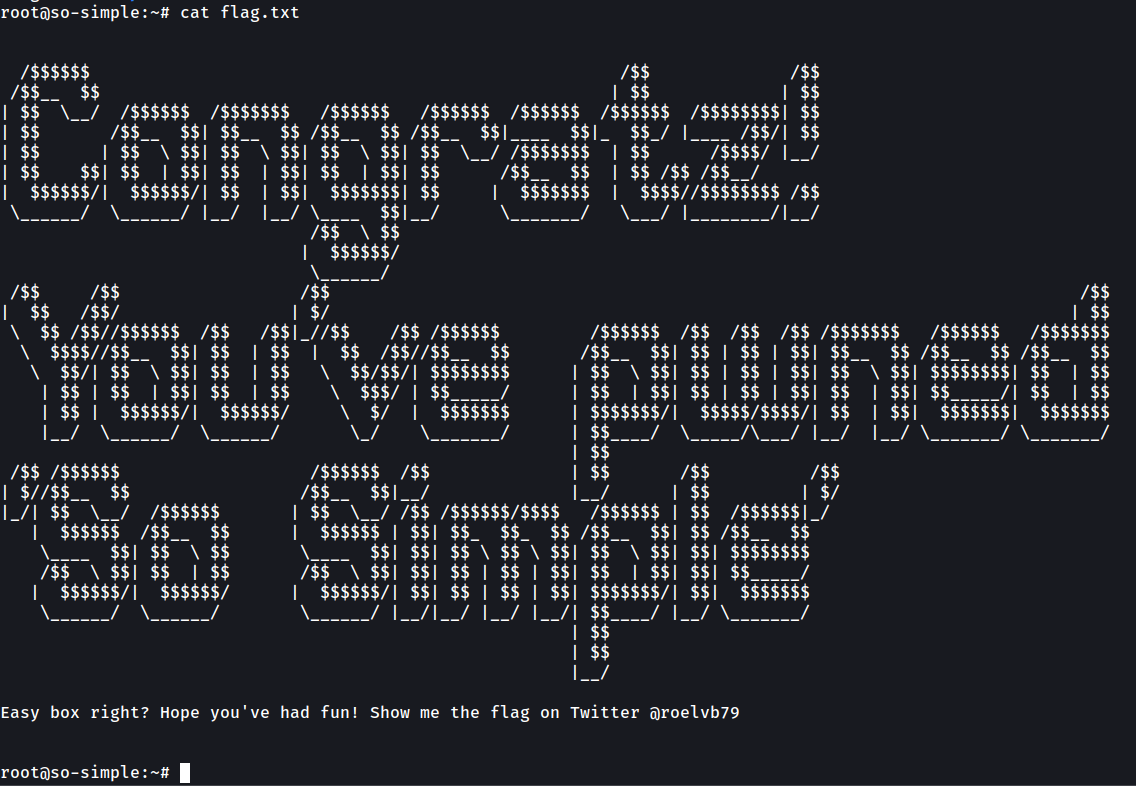 root@so-simple:~# cat flag.txt
Congratz!
You've pwned
'So Simple'
Easy box right? Hope you've had fun! Show me the flag on Twitter @roelvb79
root@so-simple:~#